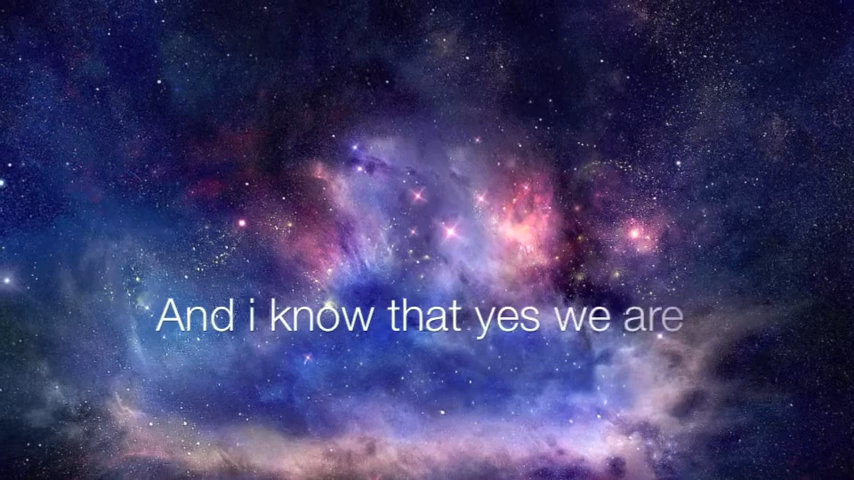 And i know that yes we are